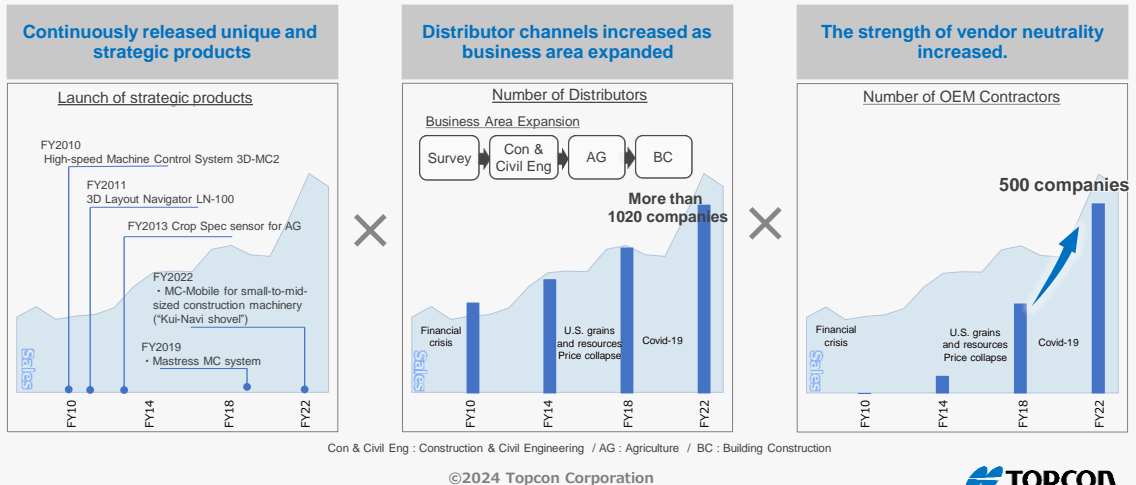 Continuously released unique and
strategic products
Launch of strategic products
FY2010
High-speed Machine Control System 3D-MC2
FY2011
3D Layout Navigator LN-100
FY2013 Crop Spec sensor for AG
FY2022
・MC-Mobile for small-to-mid-
sized construction machinery
("Kui-Navi shovel")
FY2019
・Mastress MC system
Sales
FY10
FY14
FY18
FY22
Distributor channels increased as
business area expanded
Number of Distributors
Business Area Expansion
Survey
Con &
Civil Eng
AG
BC
More than
1020 companies
Financial
crisis
U.S. grains
and resources
Price collapse
Covid-19
Sales
FY10
FY14
FY18
FY22
The strength of vendor neutrality
increased.
Number of OEM Contractors
500 companies
Financial
crisis
U.S. grains
and resources
Price collapse
Covid-19
Sales
FY10
FY14
FY18
FY22
Con & Civil Eng : Construction & Civil Engineering / AG : Agriculture / BC : Building Construction
©2024 Topcon Corporation
TOPCON